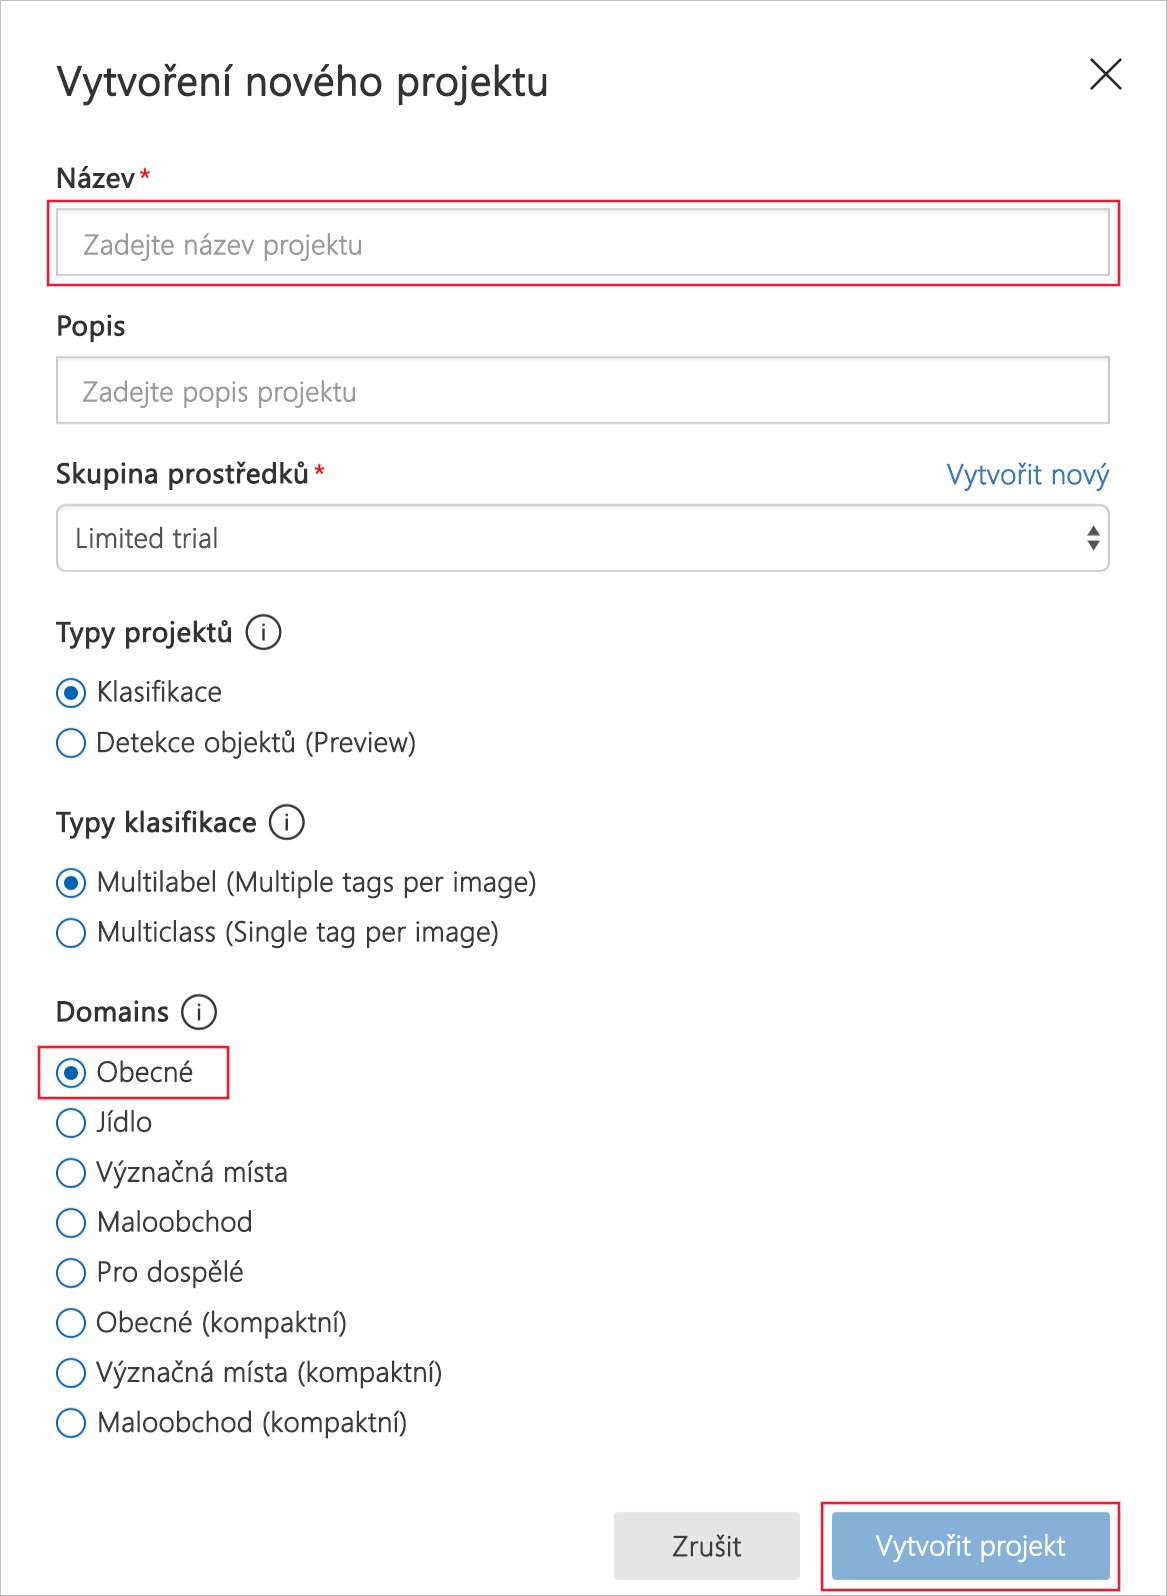 Vytvoření nového projektu
Název*
Zadejte název projektu
Popis
Zadejte popis projektu
Skupina prostředků* Vytvořit nový
Limited trial
Typy projektů i
Klasifikace
Detekce objektů (Preview)
Typy klasifikace i
Multilabel (Multiple tags per image)
Multiclass (Single tag per image)
Domains i
Obecné
Jídlo
Význačná místa
Maloobchod
Pro dospělé
Obecné (kompaktní)
Význačná místa (kompaktní)
Maloobchod (kompaktní)
Zrušit Vytvořit projekt